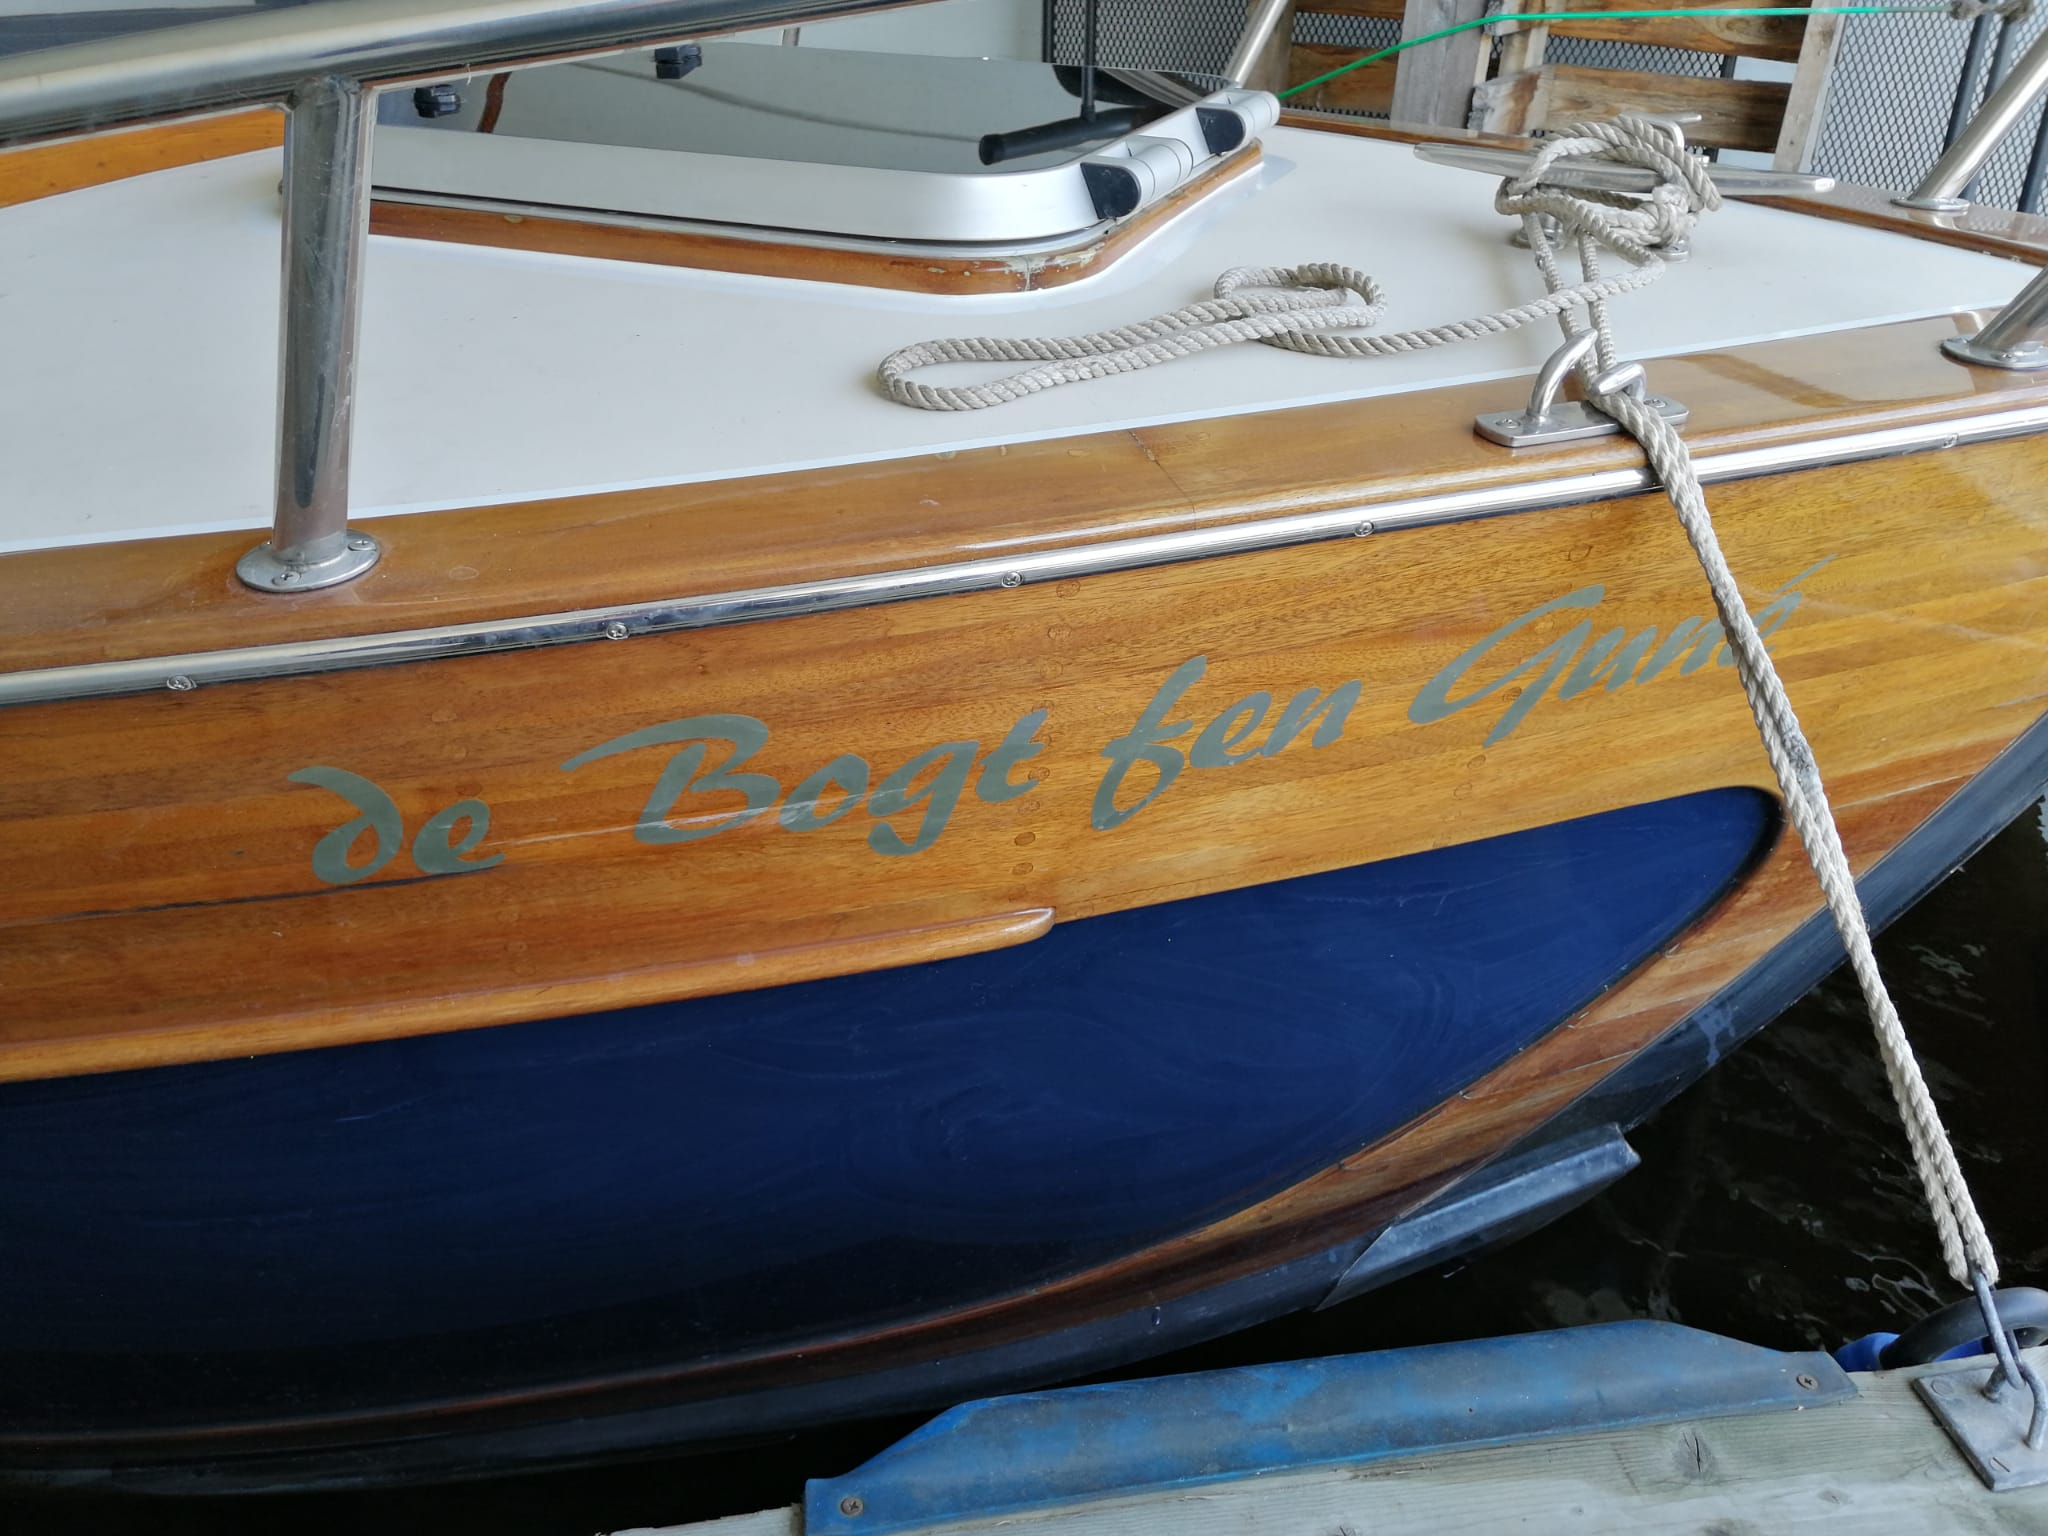 de Bogt fen Guné